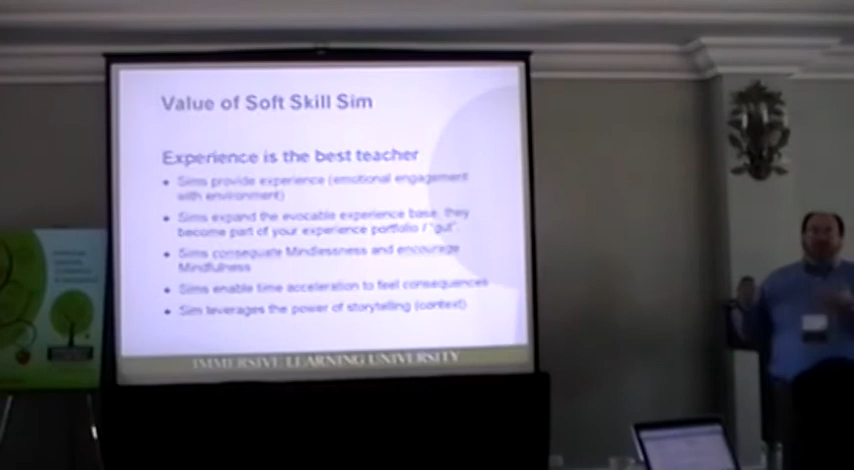 Value of Soft Skill Sim
Experience is the best teacher
• Sims provide experience (emotional engagement
with environment)
• Sims expand the evocable experience base, they
become part of your experience portfolio / "gut"
• Sims consequate Mindlessness and encourage
Mindfulness
• Sims enable time acceleration to feel consequences
• Sim leverages the power of storytelling (context)
IMMERSIVE LEARNING UNIVERSITY